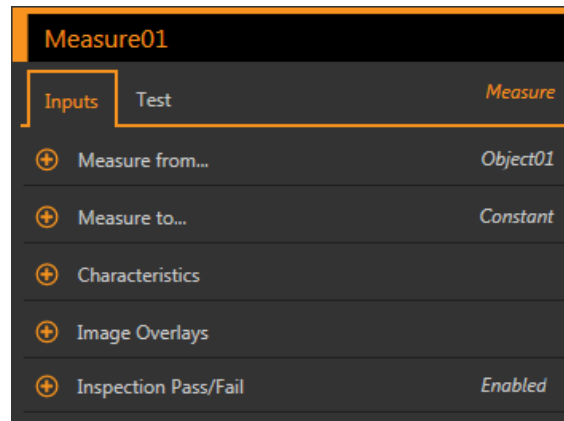 Measure01
Inputs Test Measure
Measure from... Object01
Measure to... Constant
Characteristics
Image Overlays
Inspection Pass/Fail Enabled